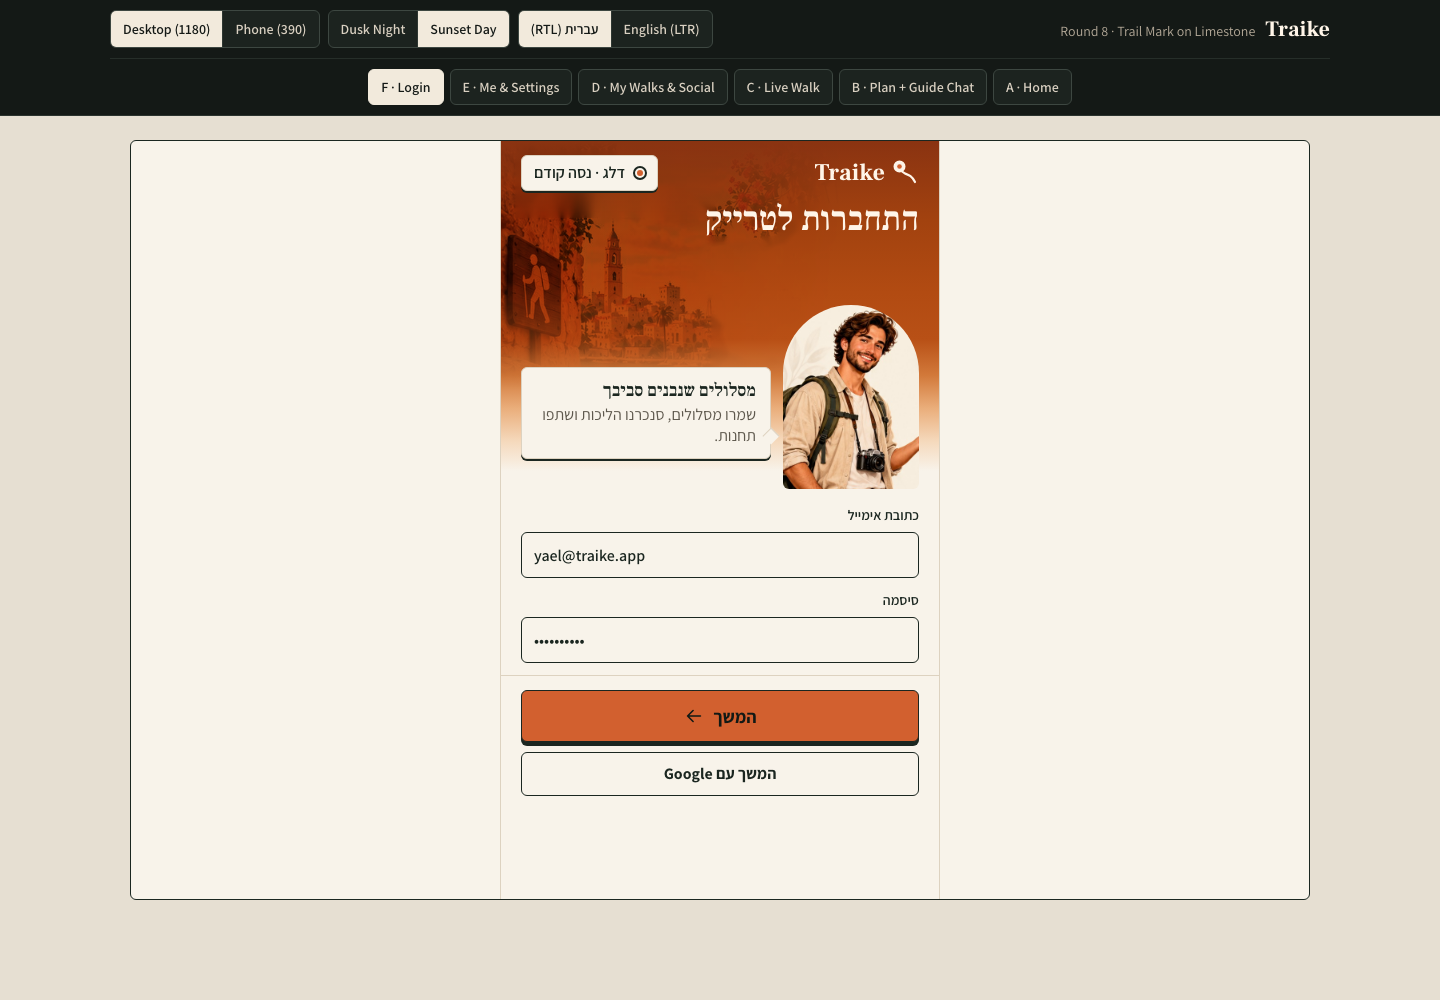 Traike Round 8 · Trail Mark on Limestone
עברית (RTL) English (LTR)
Dusk Night Sunset Day
Desktop (1180) Phone (390)
A · Home
B · Plan + Guide Chat
C · Live Walk
D · My Walks & Social
E · Me & Settings
F · Login
Traike
דלג · נסה קודם
התחברות לטרייק
מסלולים שנבנים סביבך
שמרו מסלולים, סנכרנו הליכות ושתפו
תחנות.
כתובת אימייל
yael@traike.app
סיסמה
••••••••••
המשך ←
המשך עם Google